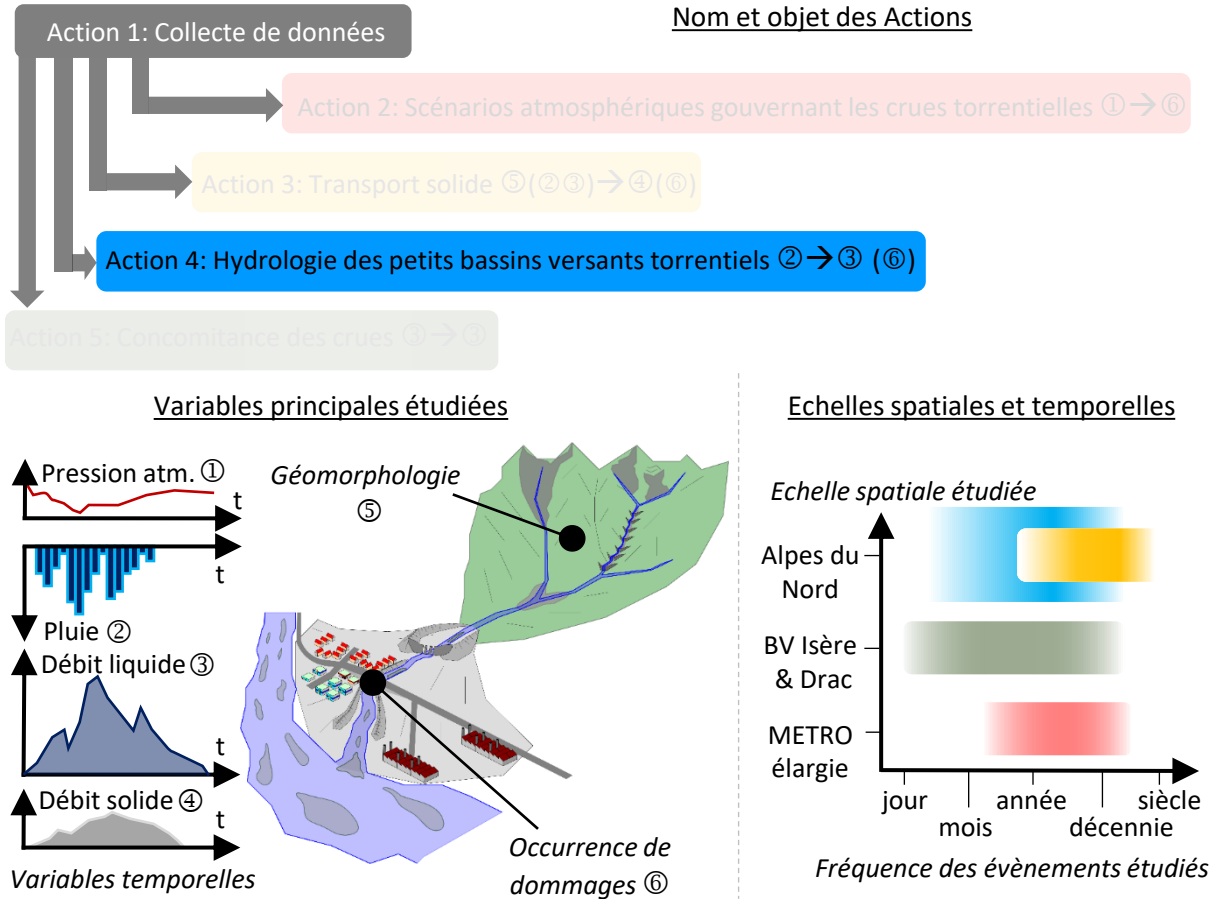 Nom et objet des Actions
Action 1: Collecte de données
Action 2: Scénarios atmosphériques gouvernant les crues torrentielles ①→⑥
Action 3: Transport solide ⑤(②③)→④(⑥)
Action 4: Hydrologie des petits bassins versants torrentiels ②→③ (⑥)
Action 5: Concomitance des crues ③→③
Variables principales étudiées
Pression atm. ①
t
t
Pluie ②
Débit liquide ③
t
Débit solide ④
t
Variables temporelles
Géomorphologie
⑤
Occurrence de
dommages ⑥
Echelles spatiales et temporelles
Echelle spatiale étudiée
Alpes du
Nord
BV Isère
& Drac
METRO
élargie
jour
mois
année
décennie
siècle
Fréquence des évènements étudiés